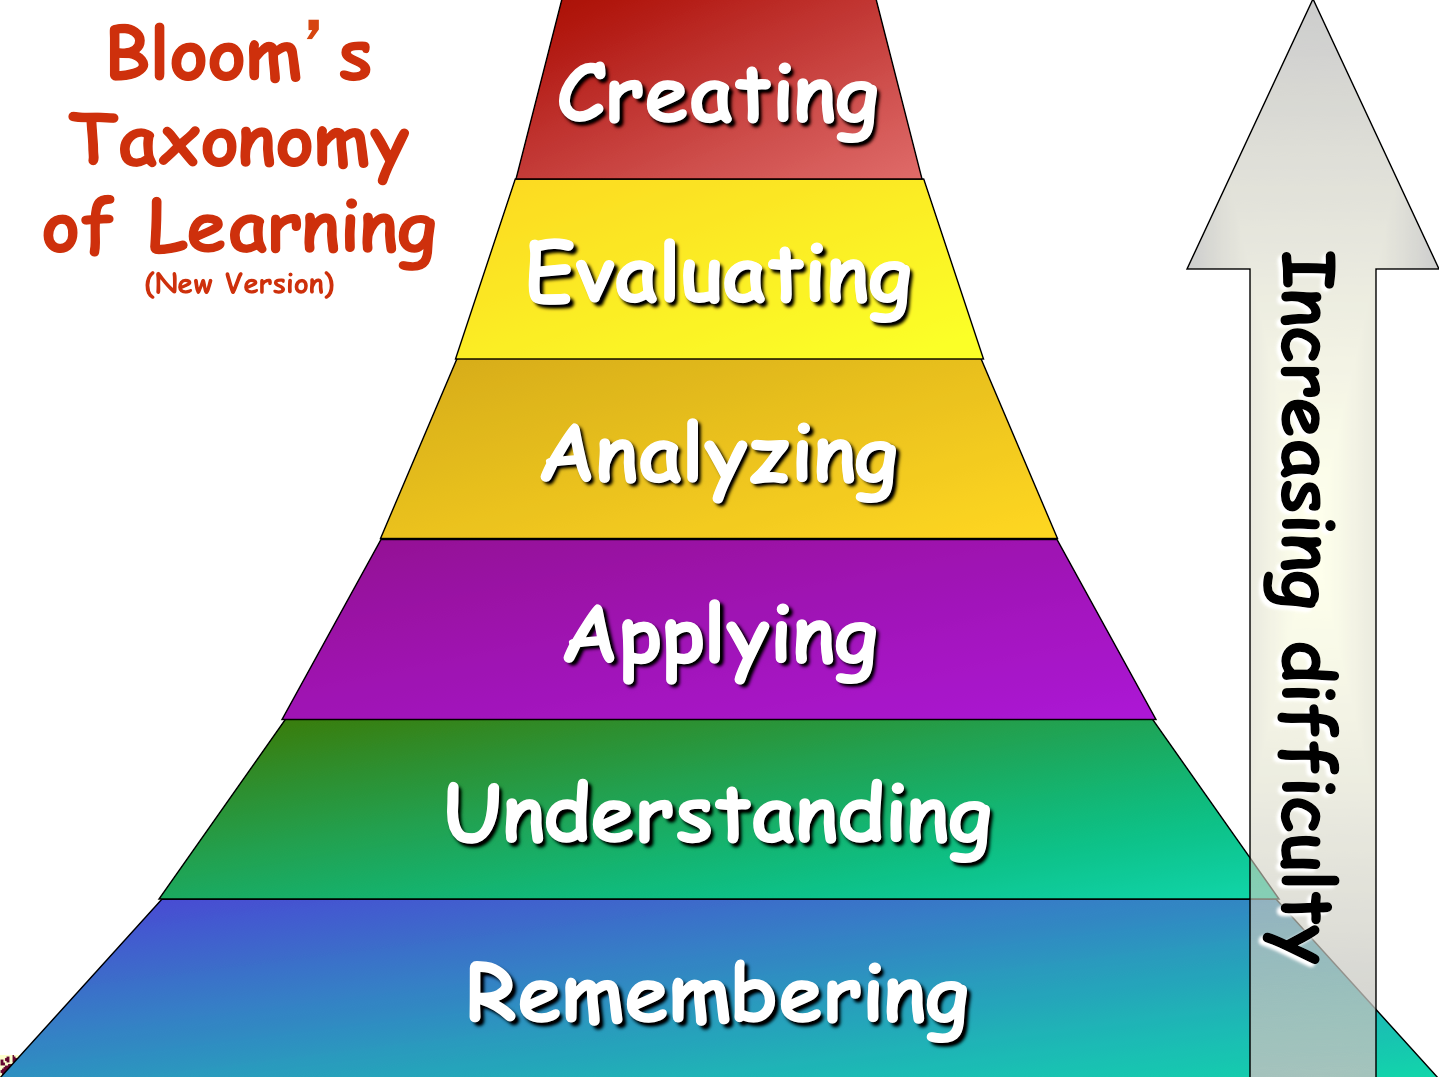 Bloom’s
Taxonomy
of Learning
(New Version)
Creating
Evaluating
Analyzing
Applying
Understanding
Remembering
Increasing difficulty